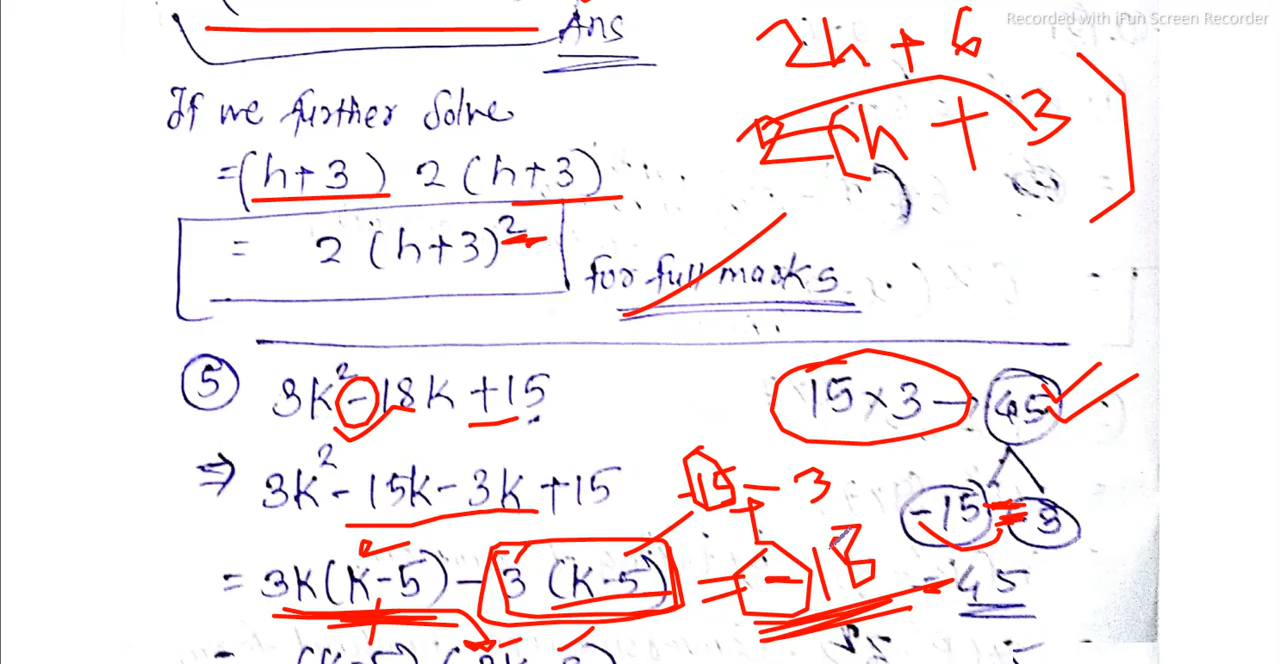 Recorded with iFun Screen Recorder
Ans
2h + 6
If we further Solve
2(h + 3)
=(h+3) 2(h+3)
= 2(h+3)²
for full marks
⑤ 3k² - 18k + 15
15×3 - 45
⇒ 3k² - 15k - 3k + 15
-15 - 3
-15 - 3
= 3k(k-5) - 3(k-5)
= -18
45